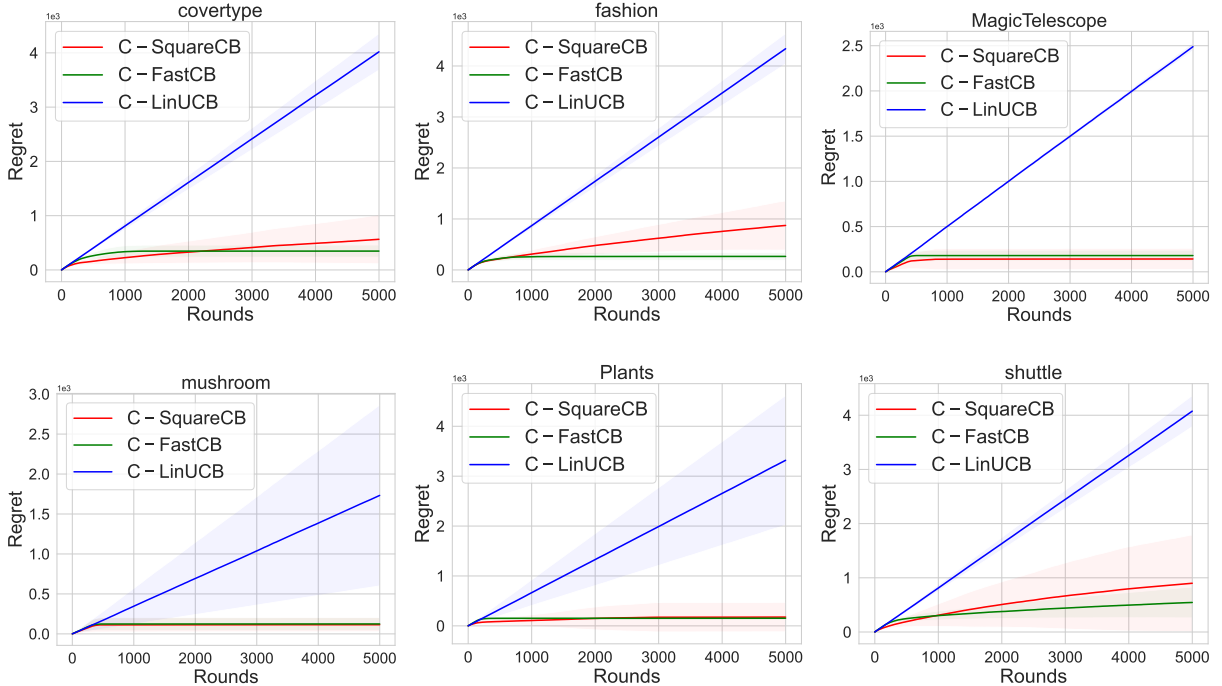 covertype
1e3
C − SquareCB
C − FastCB
C − LinUCB
4
3
2
1
0
Regret
0 1000 2000 3000 4000 5000
Rounds
fashion
1e3
C − SquareCB
C − FastCB
C − LinUCB
4
3
2
1
0
Regret
0 1000 2000 3000 4000 5000
Rounds
MagicTelescope
1e3
C − SquareCB
C − FastCB
C − LinUCB
2.5
2.0
1.5
1.0
0.5
0.0
Regret
0 1000 2000 3000 4000 5000
Rounds
mushroom
1e3
C − SquareCB
C − FastCB
C − LinUCB
3.0
2.5
2.0
1.5
1.0
0.5
0.0
Regret
0 1000 2000 3000 4000 5000
Rounds
Plants
1e3
C − SquareCB
C − FastCB
C − LinUCB
4
3
2
1
0
Regret
0 1000 2000 3000 4000 5000
Rounds
shuttle
1e3
C − SquareCB
C − FastCB
C − LinUCB
4
3
2
1
0
Regret
0 1000 2000 3000 4000 5000
Rounds